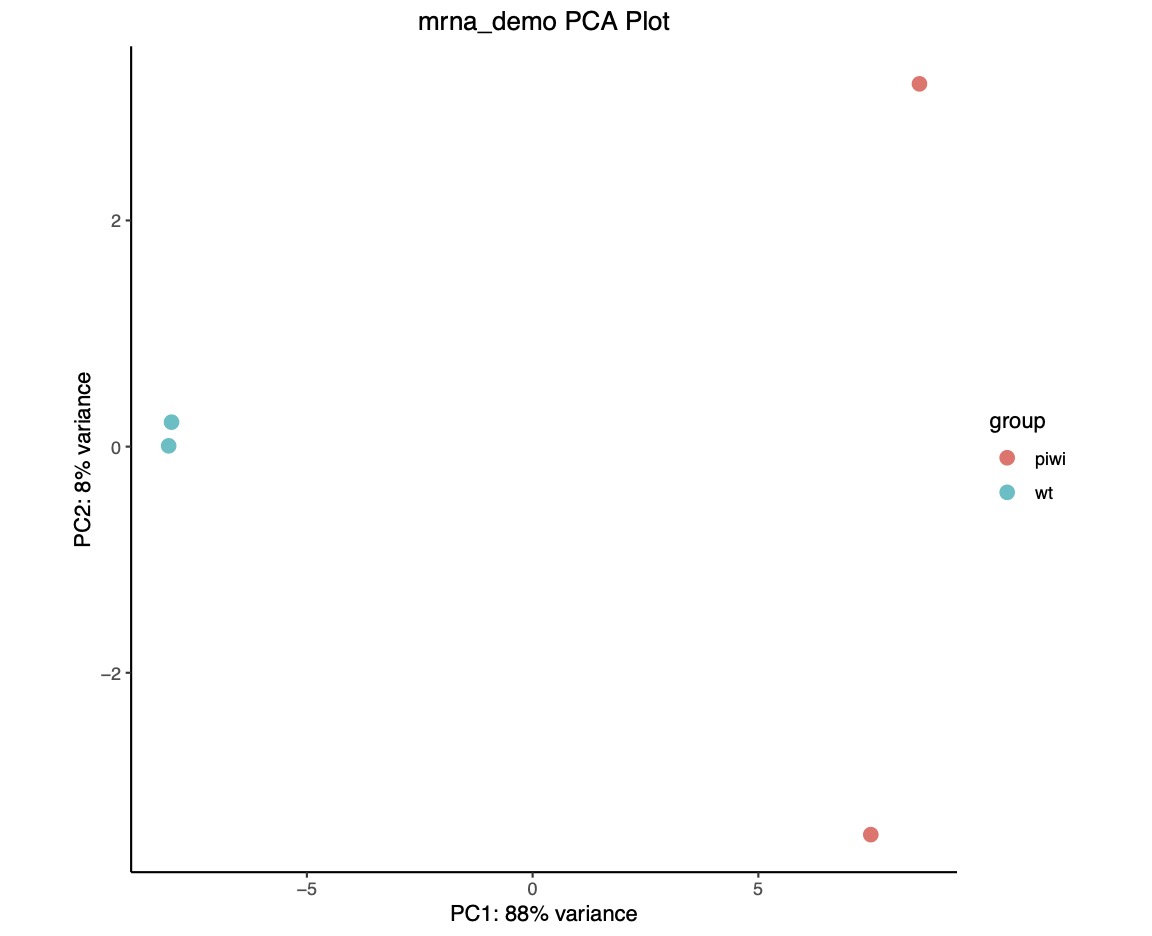 mrna_demo PCA Plot
PC2: 8% variance
2
0
−2
−5
0
5
PC1: 88% variance
group
piwi
wt